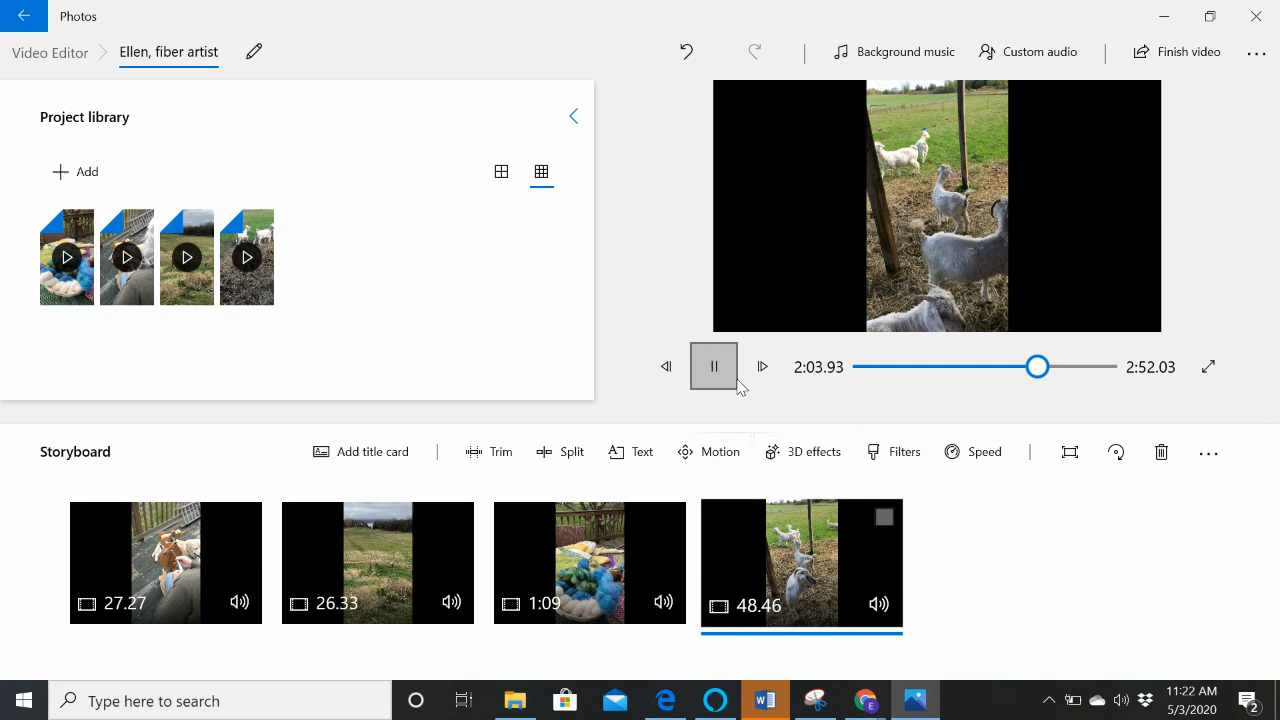 Photos
Video Editor
Ellen, fiber artist
Background music
Custom audio
Finish video
Project library
Add
2:03.93
2:52.03
Storyboard
Add title card
Trim
Split
Text
Motion
3D effects
Filters
Speed
27.27
26.33
1:09
48.46
Type here to search
11:22 AM
5/3/2020
2